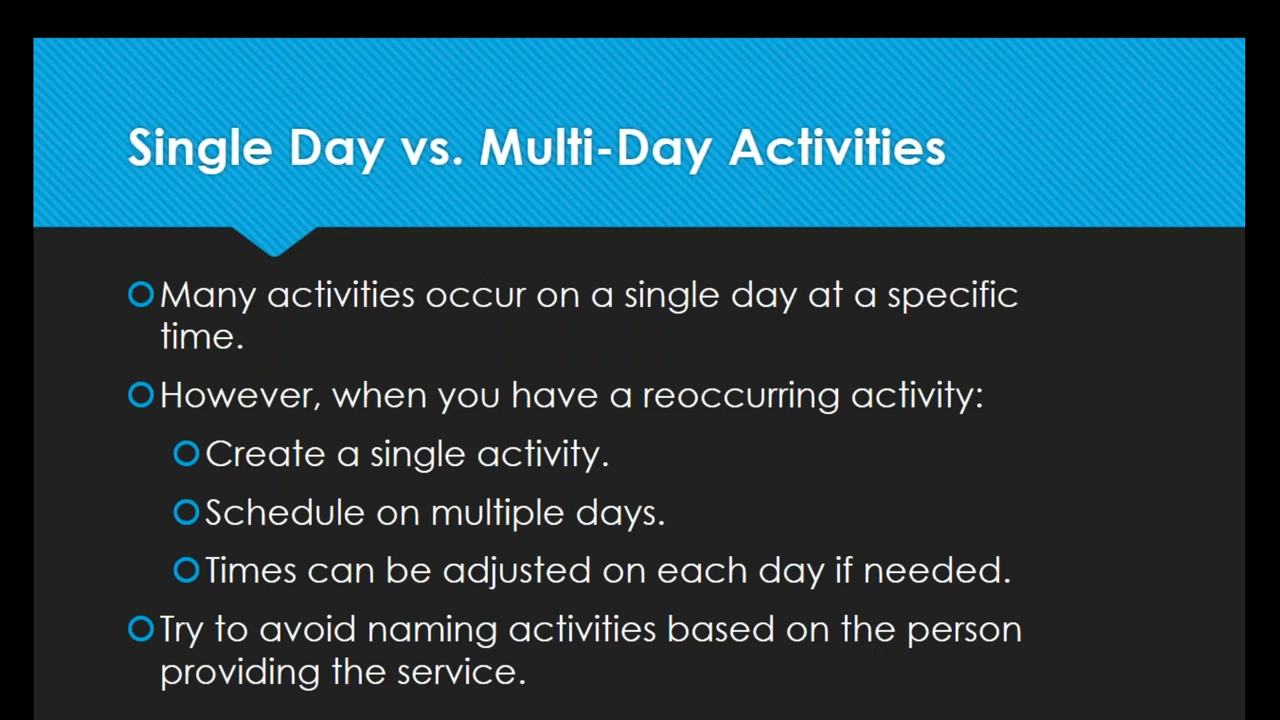 Single Day vs. Multi-Day Activities
Many activities occur on a single day at a specific
time.
However, when you have a reoccurring activity:
Create a single activity.
Schedule on multiple days.
Times can be adjusted on each day if needed.
Try to avoid naming activities based on the person
providing the service.